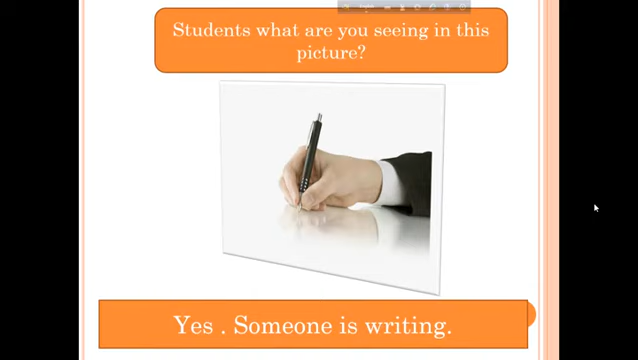 Students what are you seeing in this
picture?
Yes . Someone is writing.